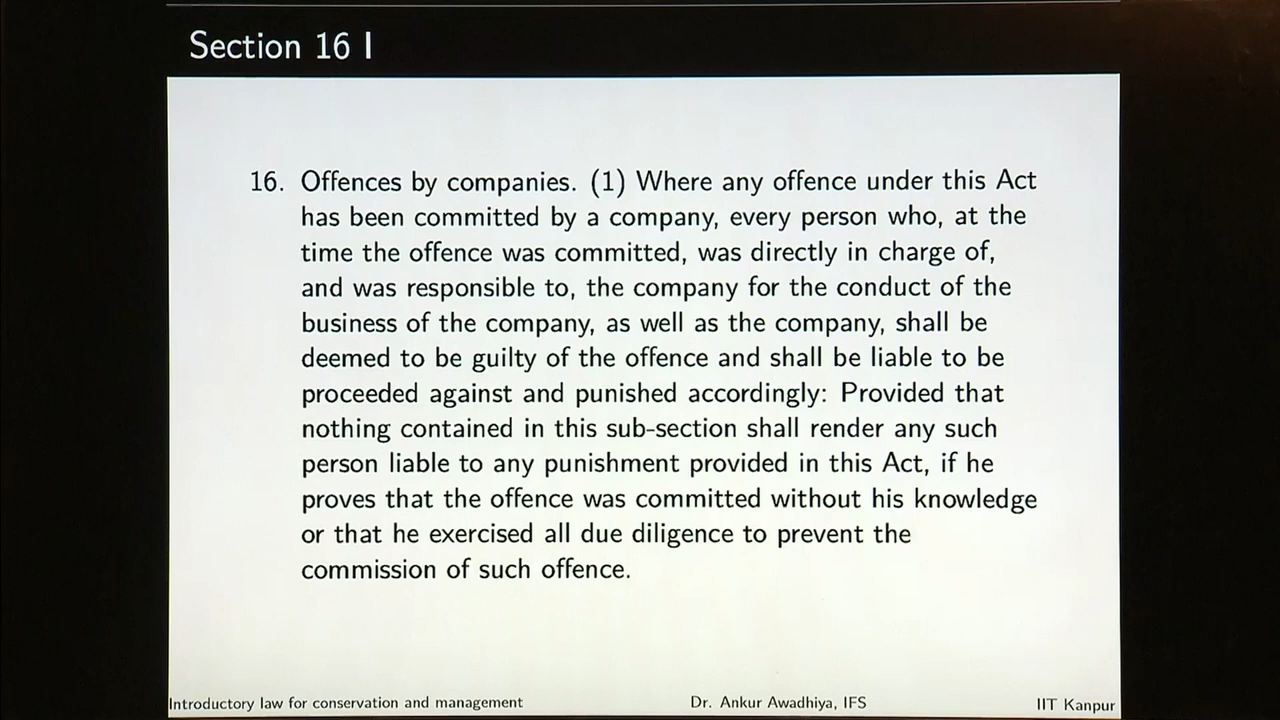 Section 16 I
16. Offences by companies. (1) Where any offence under this Act
has been committed by a company, every person who, at the
time the offence was committed, was directly in charge of,
and was responsible to, the company for the conduct of the
business of the company, as well as the company, shall be
deemed to be guilty of the offence and shall be liable to be
proceeded against and punished accordingly: Provided that
nothing contained in this sub-section shall render any such
person liable to any punishment provided in this Act, if he
proves that the offence was committed without his knowledge
or that he exercised all due diligence to prevent the
commission of such offence.
Introductory law for conservation and management Dr. Ankur Awadhiya, IFS IIT Kanpur